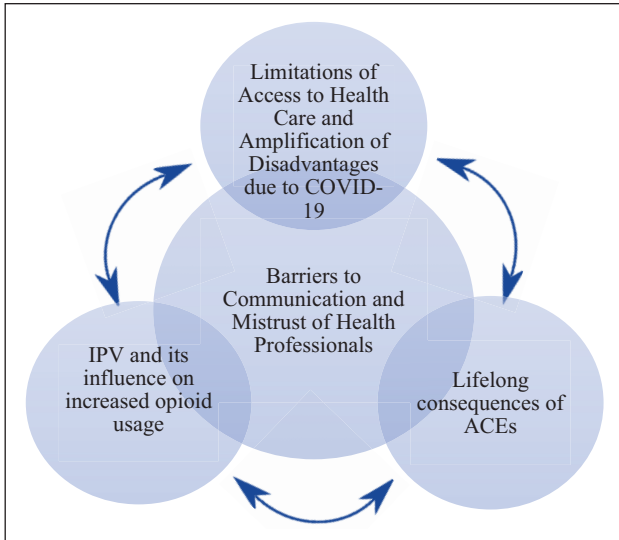 Limitations of
Access to Health
Care and
Amplification of
Disadvantages
due to COVID-
19
Barriers to
Communication and
Mistrust of Health
Professionals
IPV and its
influence on
increased opioid
usage
Lifelong
consequences of
ACEs